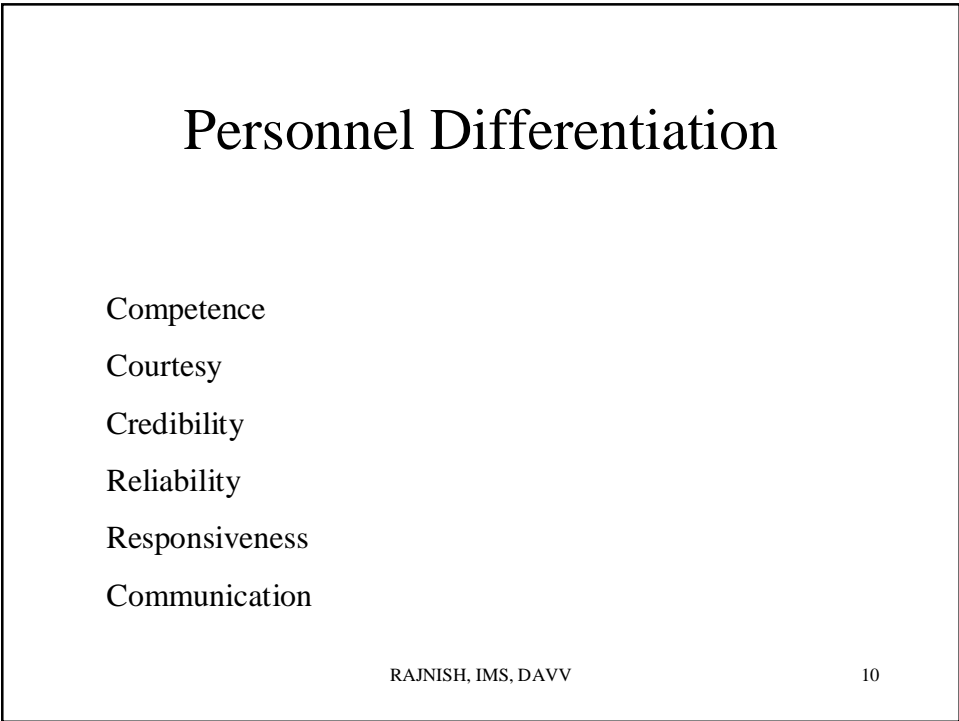 Personnel Differentiation
Competence
Courtesy
Credibility
Reliability
Responsiveness
Communication
RAJNISH, IMS, DAVV 10